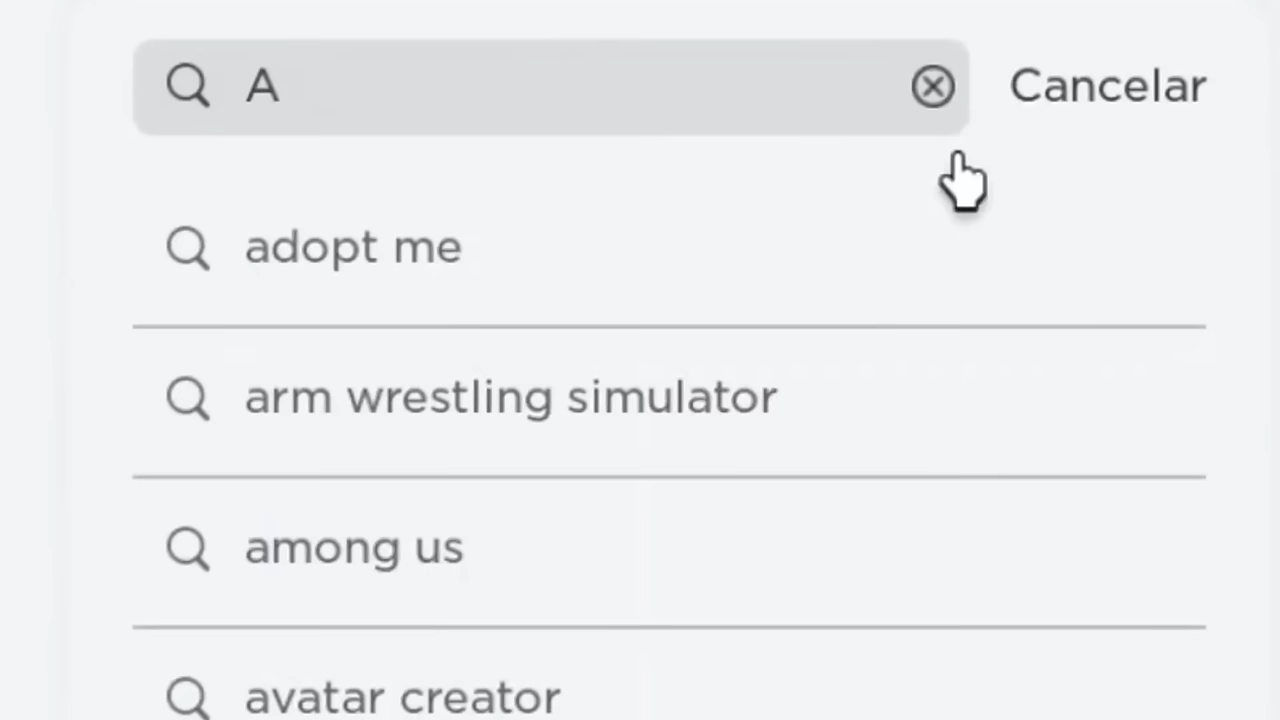 A
Cancelar
adopt me
arm wrestling simulator
among us
avatar creator